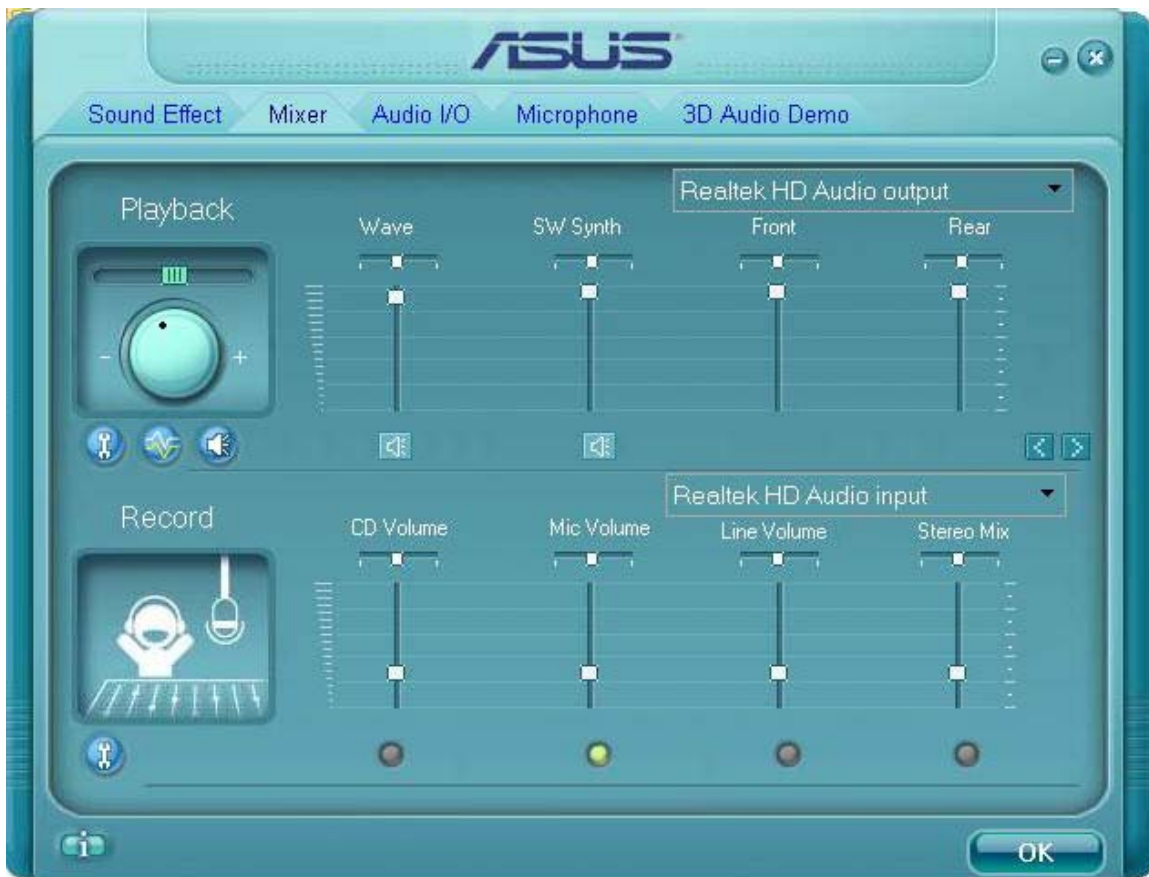 ASUS
Sound Effect Mixer Audio I/O Microphone 3D Audio Demo
Realtek HD Audio output
Playback
Wave SW Synth Front Rear
- +
Realtek HD Audio input
Record
CD Volume Mic Volume Line Volume Stereo Mix
i
OK